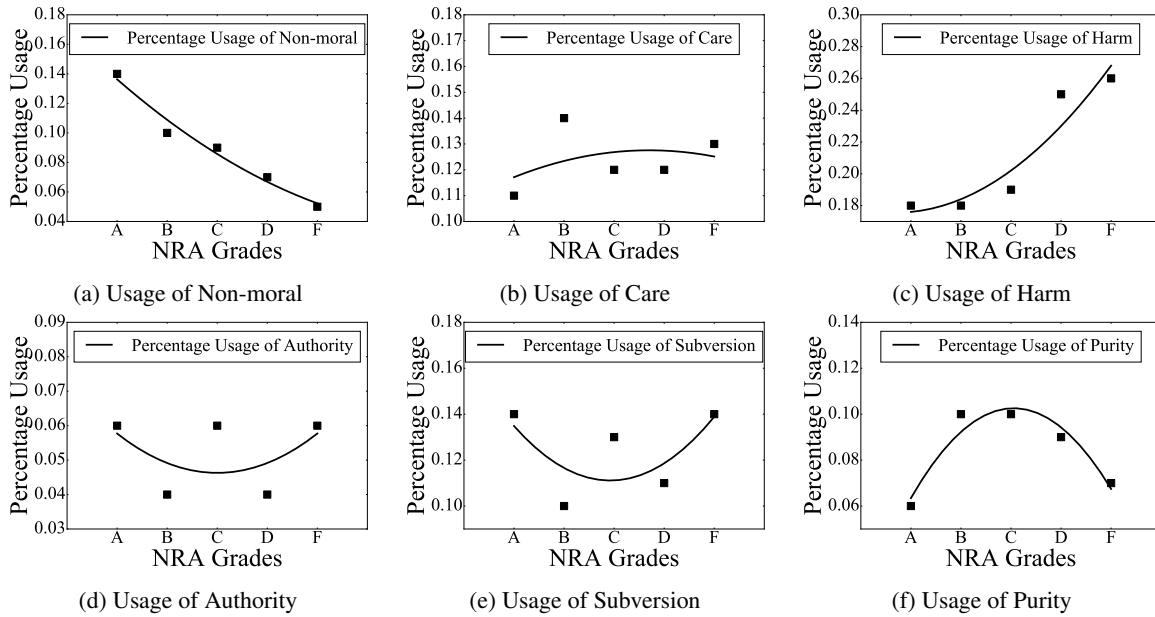 Percentage Usage of Non-moral
Percentage Usage
0.18
0.16
0.14
0.12
0.10
0.08
0.06
0.04
A B C D F
NRA Grades
(a) Usage of Non-moral
Percentage Usage of Care
Percentage Usage
0.18
0.17
0.16
0.15
0.14
0.13
0.12
0.11
0.10
A B C D F
NRA Grades
(b) Usage of Care
Percentage Usage of Harm
Percentage Usage
0.30
0.28
0.26
0.24
0.22
0.20
0.18
A B C D F
NRA Grades
(c) Usage of Harm
Percentage Usage of Authority
Percentage Usage
0.09
0.08
0.07
0.06
0.05
0.04
0.03
A B C D F
NRA Grades
(d) Usage of Authority
Percentage Usage of Subversion
Percentage Usage
0.18
0.16
0.14
0.12
0.10
A B C D F
NRA Grades
(e) Usage of Subversion
Percentage Usage of Purity
Percentage Usage
0.14
0.12
0.10
0.08
0.06
A B C D F
NRA Grades
(f) Usage of Purity